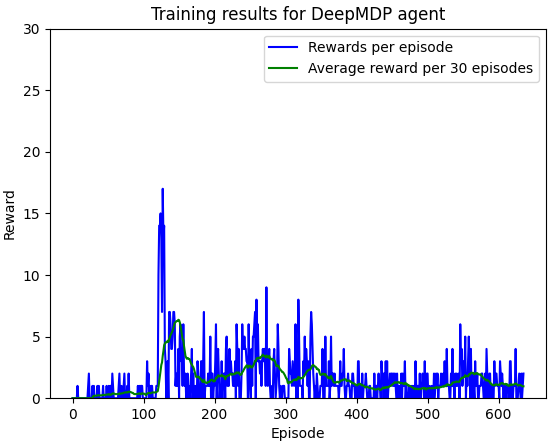 Training results for DeepMDP agent
Rewards per episode
Average reward per 30 episodes
30
25
20
15
10
5
0
Reward
0 100 200 300 400 500 600
Episode